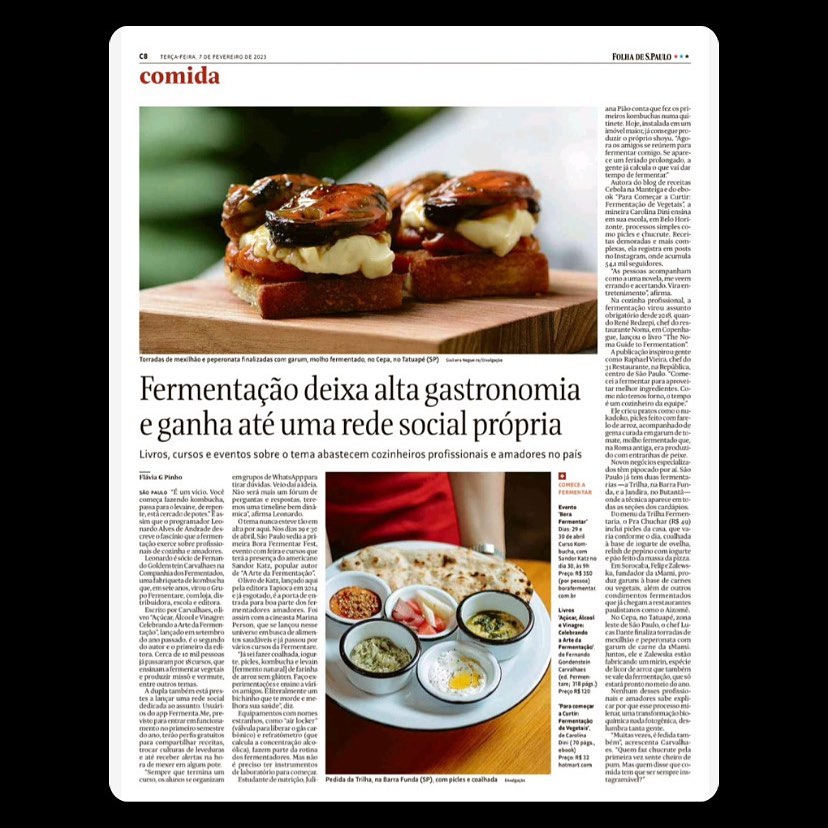 C8 TERÇA-FEIRA, 7 DE FEVEREIRO DE 2023
FOLHA DE S.PAULO
comida
Torradas de mexilhão e peperonata finalizadas com garum, molho fermentado, no Cepa, no Tatuapé (SP) Giuliana Nogueira/Divulgação
Fermentação deixa alta gastronomia
e ganha até uma rede social própria
Livros, cursos e eventos sobre o tema abastecem cozinheiros profissionais e amadores no país
Flávia G Pinho
SÃO PAULO "É um vício. Você
começa fazendo kombucha,
passa para o levain e, de repente,
está cercado de potes." É assim
que o programador Leo
nardo Alves de Andrade descreve
o fascínio que a fermentação
exerce sobre profissionais
de cozinha e amadores.
Leonardo é sócio de Fernando
Goldenstein Carvalhaes na
Companhia dos Fermentados,
uma fabriqueta de kombucha
que, em seis anos, virou o Grupo
Fermentare, com loja, distribuidora,
escola e editora.
Escrito por Carvalhaes, o livro
"Açúcar, Álcool e Vinagre:
Celebrando a Arte da Fermentação",
lançado em setembro
do ano passado, é o segundo
do autor e o primeiro da editora.
Cerca de 10 mil pessoas
já passaram por 18 cursos, que
ensinam a fermentar vegetais
e produzir missô e vermute,
entre outros temas.
A dupla também está prestes
a lançar uma rede social
dedicada ao assunto. Usuários
do app Fermenta.Me, previsto
para entrar em funcionamento
no primeiro semestre
do ano, terão perfis gratuitos
para compartilhar receitas,
trocar culturas de leveduras
e até receber alertas na hora
de mexer em algum pote.
"Sempre que termina um
curso, os alunos se organizam
em grupos de WhatsApp para
tirar dúvidas. Veio daí a ideia.
Não será mais um fórum de
perguntas e respostas, teremos
uma timeline bem dinâmica",
afirma Leonardo.
O tema nunca esteve tão em
alta por aqui. Nos dias 29 e 30
de abril, São Paulo sedia a primeira
Bora Fermentar Fest,
evento com feira e cursos que
terá a presença do americano
Sandor Katz, popular autor
de "A Arte da Fermentação".
O livro de Katz, lançado aqui
pela editora Tapioca em 2014
e já esgotado, é a porta de entrada
para boa parte dos fermentadores
amadores. Foi
assim com a cineasta Marina
Person, que se lançou nesse
universo em busca de alimentos
saudáveis e já passou por
vários cursos da Fermentare.
"Já sei fazer coalhada, iogurte,
picles, kombucha e levain
[fermento natural] de farinha
de arroz sem glúten. Faço experimentações
e ensino a vários
amigos. É literalmente um
bichinho que te morde e melhora
sua saúde", diz.
Equipamentos com nomes
estranhos, como "air locker"
(válvula para liberar o gás carbônico)
e refratômetro (que
calcula a concentração alcoólica),
fazem parte da rotina
dos fermentadores. Mas não
é preciso ter instrumentos
de laboratório para começar.
Estudante de nutrição, Juli-
Pedida da Trilha, na Barra Funda (SP), com picles e coalhada Divulgação
COMECE A
FERMENTAR
Evento
'Bora
Fermentar'
Dias: 29 e
30 de abril
Curso Kombucha,
com
Sandor Katz no
dia 30, às 9h
Preço: R$ 330
(por pessoa)
borafermentar.
com.br
Livros
'Açúcar, Álcool
e Vinagre:
Celebrando
a Arte da
Fermentação'
de Fernando
Goldenstein
Carvalhaes
(ed. Fermentare;
318 págs.)
Preço R$ 120
'Para começar
a Curtir:
Fermentação
de Vegetais',
de Carolina
Dini (70 págs.,
ebook)
Preço: R$ 32
hotmart.com
ana Pião conta que fez os primeiros
kombuchas numa quitinete.
Hoje, instalada em um
imóvel maior, já consegue produzir
o próprio shoyu. "Agora
os amigos se reúnem para
fermentar comigo. Se aparece
um feriado prolongado, a
gente já calcula o que vai dar
tempo de fermentar."
Autora do blog de receitas
Cebola na Manteiga e do ebook
"Para Começar a Curtir:
Fermentação de Vegetais", a
mineira Carolina Dini ensina
em sua escola, em Belo Horizonte,
processos simples como
picles e chucrute. Receitas
demoradas e mais complexas,
ela registra em posts
no Instagram, onde acumula
54,1 mil seguidores.
"As pessoas acompanham
como a uma novela, me veem
errando e acertando. Vira entretenimento",
afirma.
Na cozinha profissional, a
fermentação virou assunto
obrigatório desde 2018, quando
René Redzepi, chef do restaurante
Noma, em Copenhague,
lançou o livro "The Noma
Guide to Fermentation".
A publicação inspirou gente
como Raphael Vieira, chef do
31 Restaurante, na República,
centro de São Paulo. "Comecei
a fermentar para aproveitar
melhor ingredientes. Como
não temos forno, o tempo
é um cozinheiro da equipe."
Ele criou pratos como o nukadoko,
picles feito com farelo
de arroz, acompanhado de
gema curada em garum de tomate,
molho fermentado que,
na Roma antiga, era produzido
com entranhas de peixe.
Novos negócios especializados
têm pipocado por aí. São
Paulo já tem duas fermentarias
—a Trilha, na Barra Funda,
e a Jandira, no Butantã—
onde a técnica aparece em todas
as seções dos cardápios.
Do menu da Trilha Fermentaria,
o Pra Chuchar (R$ 49)
inclui picles da casa, que varia
conforme o dia, coalhada
à base de iogurte de ovelha,
relish de pepino com iogurte
e pão feito da massa da pizza.
Em Sorocaba, Felipe Zalewska,
fundador da iMami, produz
garums à base de carnes
ou vegetais, além de outros
condimentos fermentados
que já chegam a restaurantes
paulistanos como o Aizomê.
No Cepa, no Tatuapé, zona
leste de São Paulo, o chef Lucas
Dante finaliza torradas de
mexilhão e peperonata com
garum de carne da 1Mami.
Juntos, ele e Zalewska estão
fabricando um mirin, espécie
de licor de arroz que também
se vale da fermentação, que só
estará pronto no meio do ano.
Nenhum desses profissionais
e amadores sabe explicar
por que esse processo milenar,
uma transformação bioquímica
nada fotogênica, deslumbra
tanta gente.
"Muitas vezes, é fedida também",
acrescenta Carvalhaes.
"Quem faz chucrute pela
primeira vez sente cheiro de
pum. Mas quem disse que comida
tem que ser sempre instagramável?"